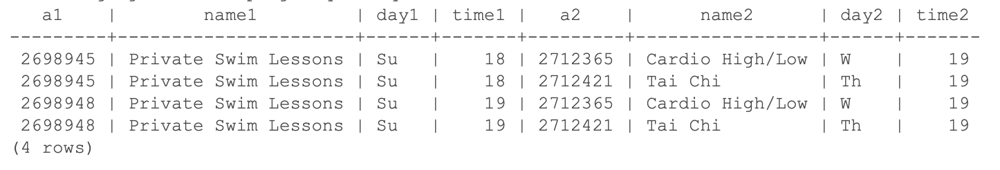 a1    |         name1         | day1 | time1 |   a2    |      name2      | day2 | time2
---------+-----------------------+------+-------+---------+-----------------+------+-------
 2698945 | Private Swim Lessons | Su   |    18 | 2712365 | Cardio High/Low | W    |    19
 2698945 | Private Swim Lessons | Su   |    18 | 2712421 | Tai Chi         | Th   |    19
 2698948 | Private Swim Lessons | Su   |    19 | 2712365 | Cardio High/Low | W    |    19
 2698948 | Private Swim Lessons | Su   |    19 | 2712421 | Tai Chi         | Th   |    19
(4 rows)